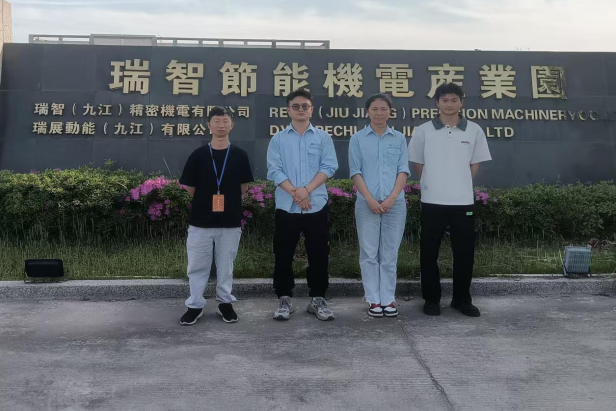 瑞智節能機電産業園
瑞智（九江）精密機電有限公司
瑞展動能（九江）有限公
PRECISION MACHINERY
LTD